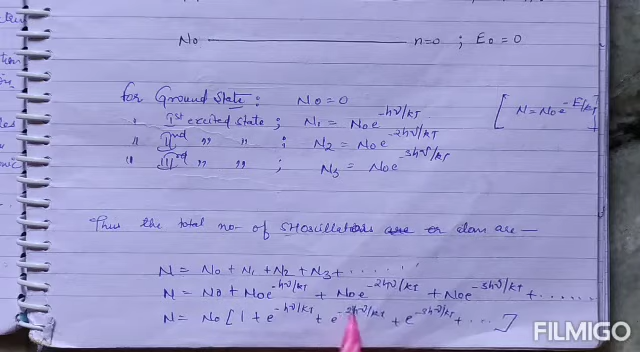 N₀ ———— n=0 ; E₀ = 0
for Ground State : N₀ = 0
[ N = N₀e^-E/kT ]
" Ist excited state ; N₁ = N₀e^-hν/kT
" IInd " " ; N₂ = N₀e^-2hν/kT
" IIIrd " " ; N₃ = N₀e^-3hν/kT
Thus the total no. of SHoscillators are or
are —
N = N₀ + N₁ + N₂ + N₃ + ......
N = N₀ + N₀e^-hν/kT + N₀e^-2hν/kT + N₀e^-3hν/kT + ......
N = N₀ [ 1 + e^-hν/kT + e^-2hν/kT + e^-3hν/kT + .... ]
FILMIGO